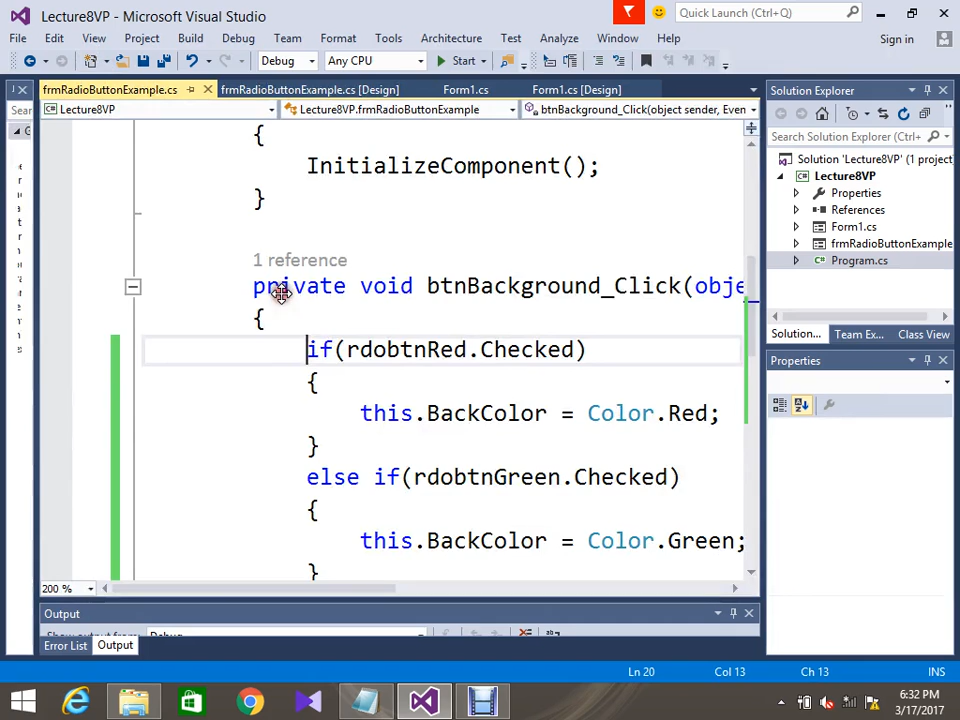 Lecture8VP - Microsoft Visual Studio
Quick Launch (Ctrl+Q)
File Edit View Project Build Debug Team Format Tools Architecture Test Analyze Window Help
Sign in
Debug Any CPU Start
frmRadioButtonExample.cs frmRadioButtonExample.cs [Design] Form1.cs Form1.cs [Design]
Lecture8VP Lecture8VP.frmRadioButtonExample btnBackground_Click(object sender, Even
{
InitializeComponent();
}
1 reference
private void btnBackground_Click(obje
{
if(rdobtnRed.Checked)
{
this.BackColor = Color.Red;
}
else if(rdobtnGreen.Checked)
{
this.BackColor = Color.Green;
}
200 %
Output
Show output from: Debug
Error List Output
Solution Explorer
Search Solution Explorer (Ctrl+
Solution 'Lecture8VP' (1 project
Lecture8VP
Properties
References
Form1.cs
frmRadioButtonExample
Program.cs
Solution... Team Ex... Class View
Properties
Ln 20 Col 13 Ch 13 INS
6:32 PM
3/17/2017